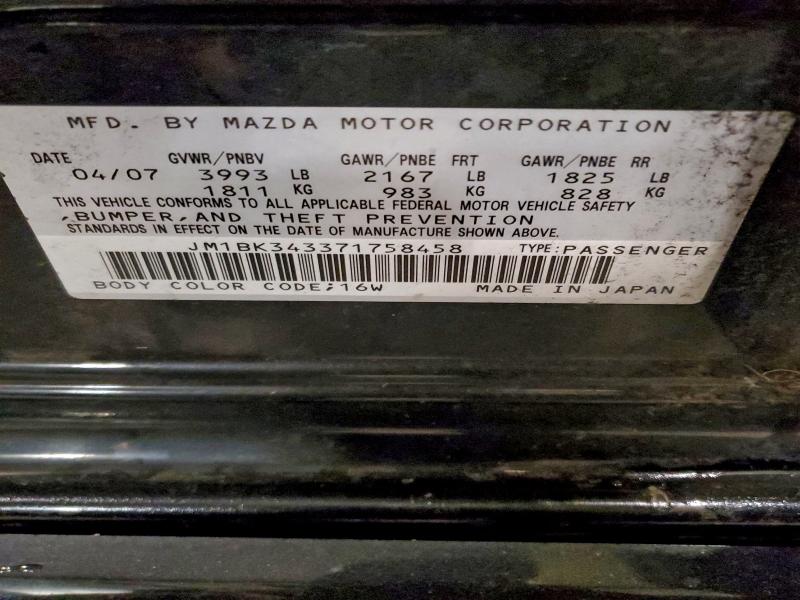 MFD. BY MAZDA MOTOR CORPORATION
DATE GVWR/PNBV GAWR/PNBE FRT GAWR/PNBE RR
04/07 3993 LB 2167 LB 1825 LB
1811 KG 983 KG 828 KG
THIS VEHICLE CONFORMS TO ALL APPLICABLE FEDERAL MOTOR VEHICLE SAFETY
,BUMPER,AND THEFT PREVENTION
STANDARDS IN EFFECT ON THE DATE OF MANUFACTURE SHOWN ABOVE.
JM1BK343371758458 TYPE:PASSENGER
BODY COLOR CODE;16W MADE IN JAPAN